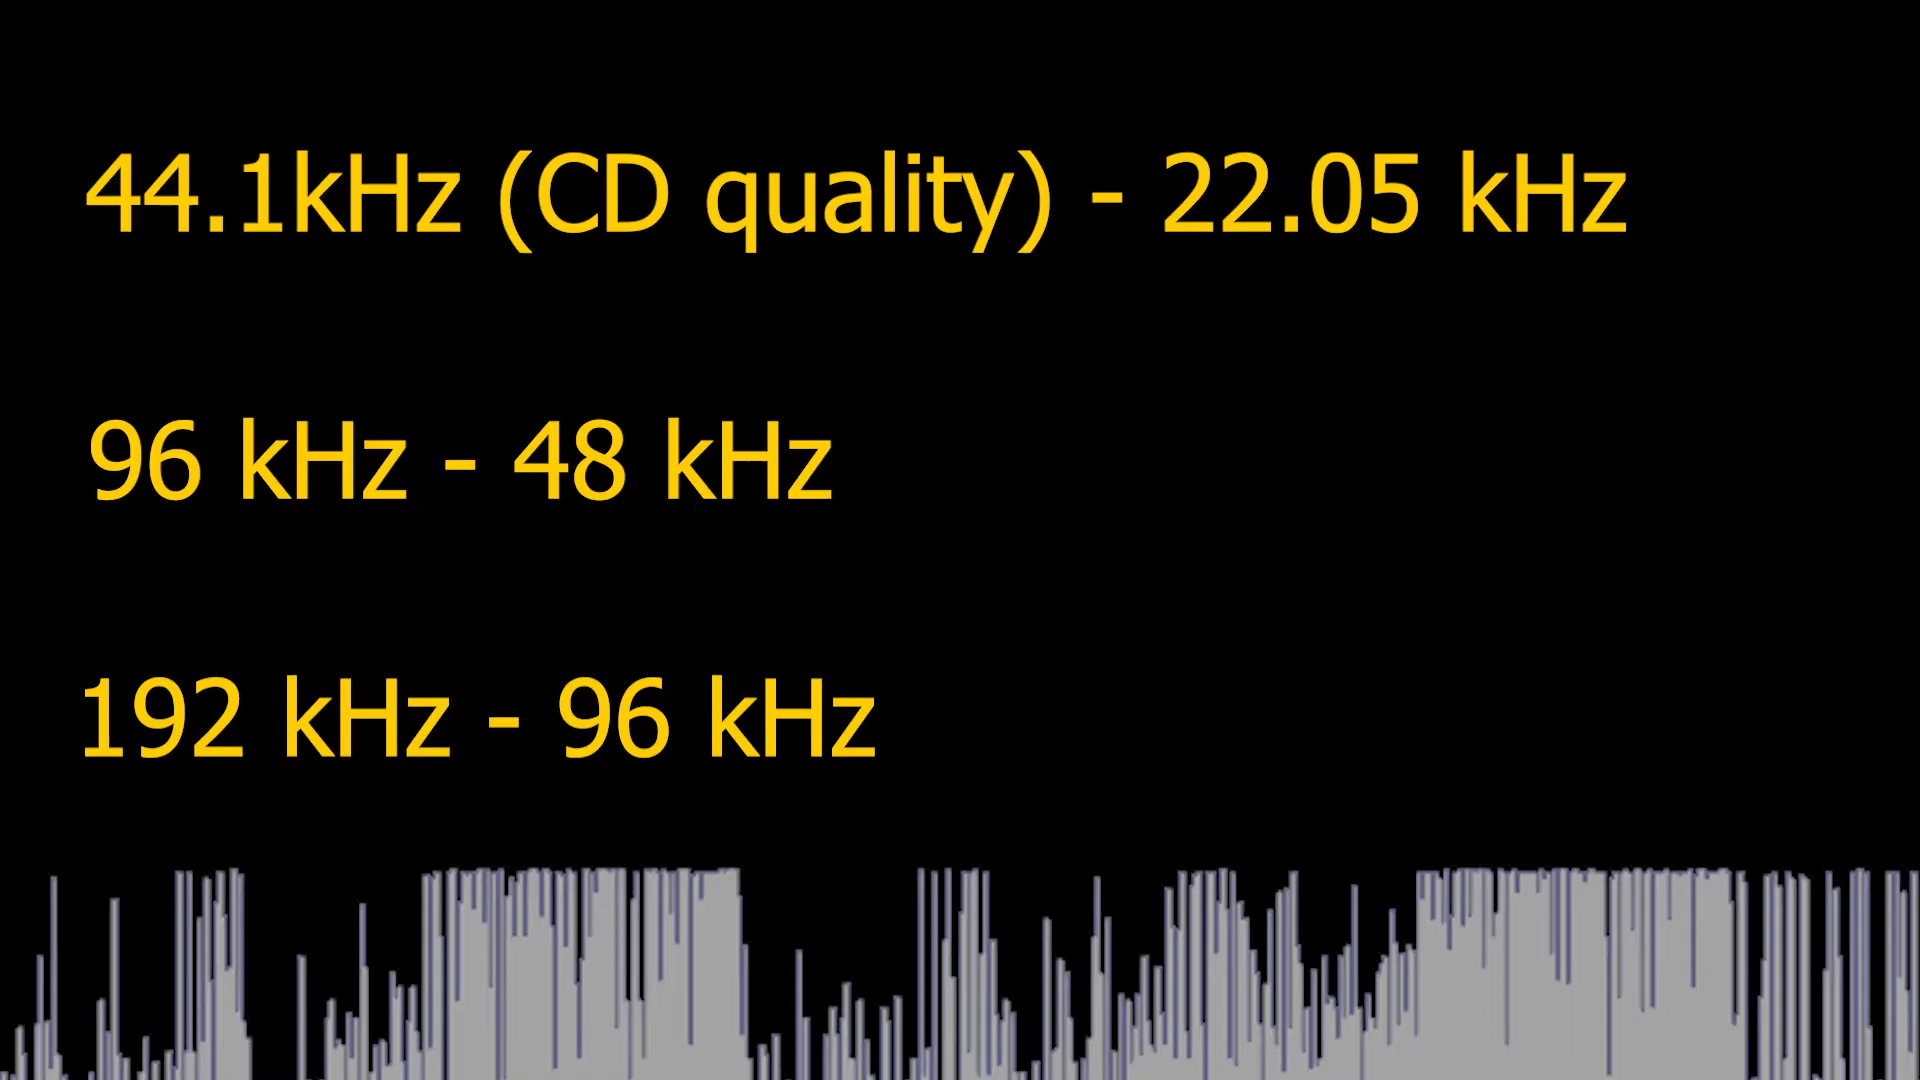 44.1kHz (CD quality) - 22.05 kHz
96 kHz - 48 kHz
192 kHz - 96 kHz